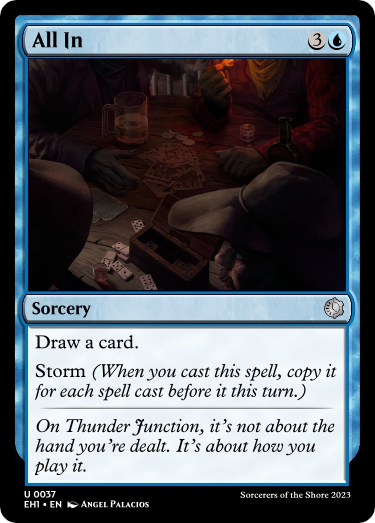 All In 3
Sorcery
Draw a card.
Storm (When you cast this spell, copy it
for each spell cast before it this turn.)
On Thunder Junction, it's not about the
hand you're dealt. It's about how you
play it.
U 0037
EH1 • EN Angel Palacios
Sorcerers of the Shore 2023